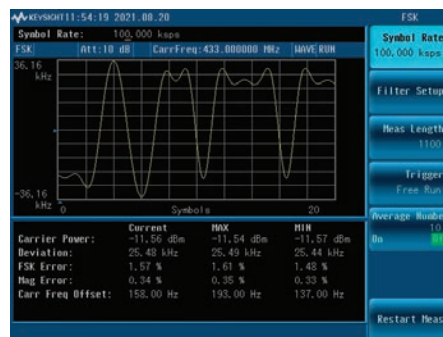 KEYSIGHT 11:54:19 2021.08.20 FSK
Symbol Rate: 100.000 ksps
FSK Att:10 dB CarrFreq:433.000000 MHz WAVE RUN
36.16
kHz
-36.16
kHz
0 Symbols 20
Current MAX MIN
Carrier Power: -11.56 dBm -11.54 dBm -11.57 dBm
Deviation: 25.48 kHz 25.49 kHz 25.44 kHz
FSK Error: 1.57 % 1.61 % 1.48 %
Mag Error: 0.34 % 0.35 % 0.33 %
Carr Freq Offset: 158.00 Hz 193.00 Hz 137.00 Hz
Symbol Rate
100.000 ksps
Filter Setup
Meas Length
1100
Trigger
Free Run
Average Number
10
On
Restart Meas